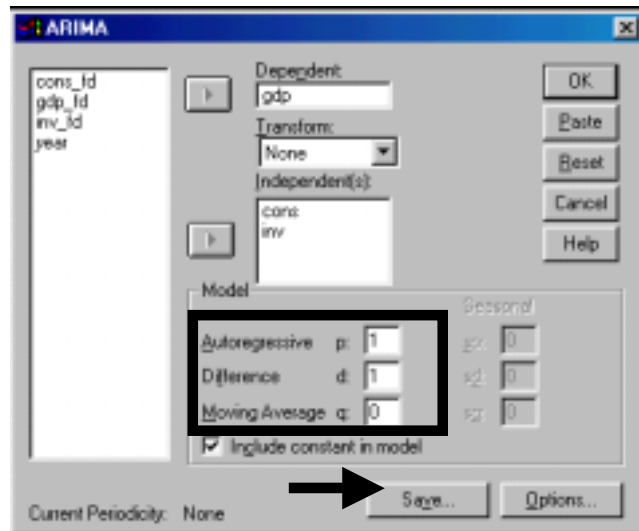 ARIMA
cons_fd
gdp_fd
inv_fd
year
Dependent:
gdp
Transform:
None
Independent(s):
cons
inv
OK
Paste
Reset
Cancel
Help
Model
Seasonal
Autoregressive p: 1
sp: 0
Difference d: 1
sd: 0
Moving Average q: 0
sq: 0
Include constant in model
Current Periodicity: None
Save...
Options...